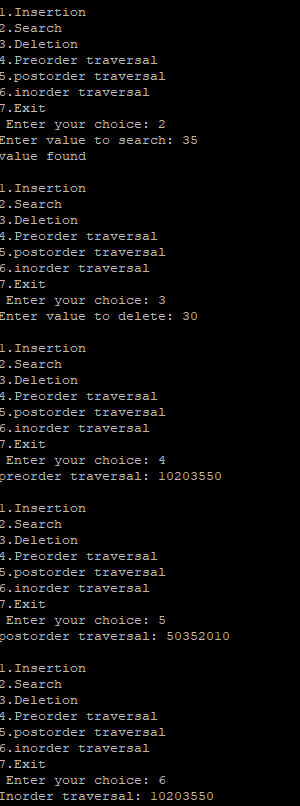 1.Insertion
2.Search
3.Deletion
4.Preorder traversal
5.postorder traversal
6.inorder traversal
7.Exit
Enter your choice: 2
Enter value to search: 35
value found
1.Insertion
2.Search
3.Deletion
4.Preorder traversal
5.postorder traversal
6.inorder traversal
7.Exit
Enter your choice: 3
Enter value to delete: 30
1.Insertion
2.Search
3.Deletion
4.Preorder traversal
5.postorder traversal
6.inorder traversal
7.Exit
Enter your choice: 4
preorder traversal: 10203550
1.Insertion
2.Search
3.Deletion
4.Preorder traversal
5.postorder traversal
6.inorder traversal
7.Exit
Enter your choice: 5
postorder traversal: 50352010
1.Insertion
2.Search
3.Deletion
4.Preorder traversal
5.postorder traversal
6.inorder traversal
7.Exit
Enter your choice: 6
Inorder traversal: 10203550